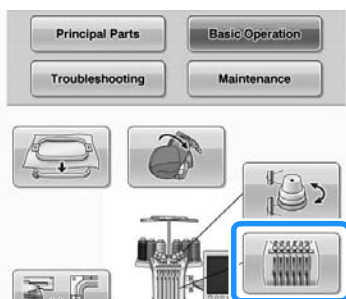 Principal Parts
Basic Operation
Troubleshooting
Maintenance